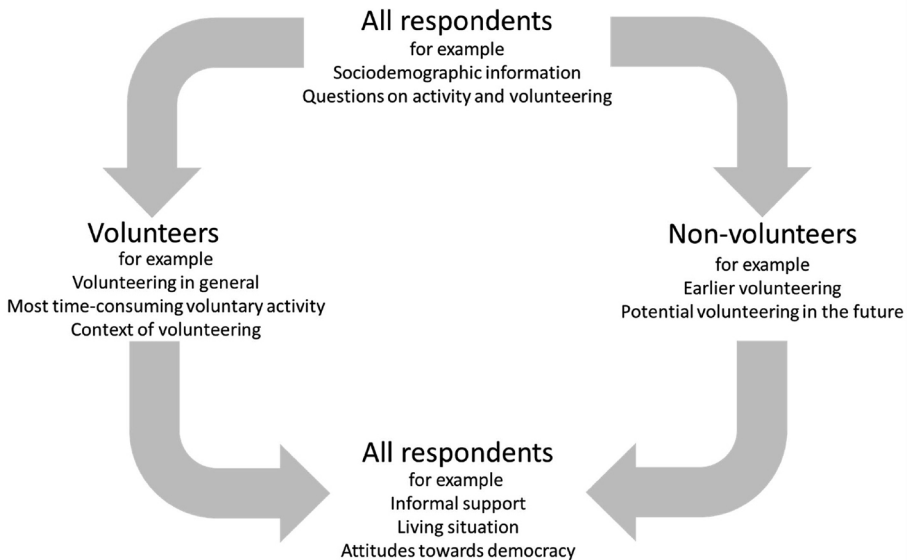 All respondents
for example
Sociodemographic information
Questions on activity and volunteering
Volunteers
for example
Volunteering in general
Most time-consuming voluntary activity
Context of volunteering
Non-volunteers
for example
Earlier volunteering
Potential volunteering in the future
All respondents
for example
Informal support
Living situation
Attitudes towards democracy